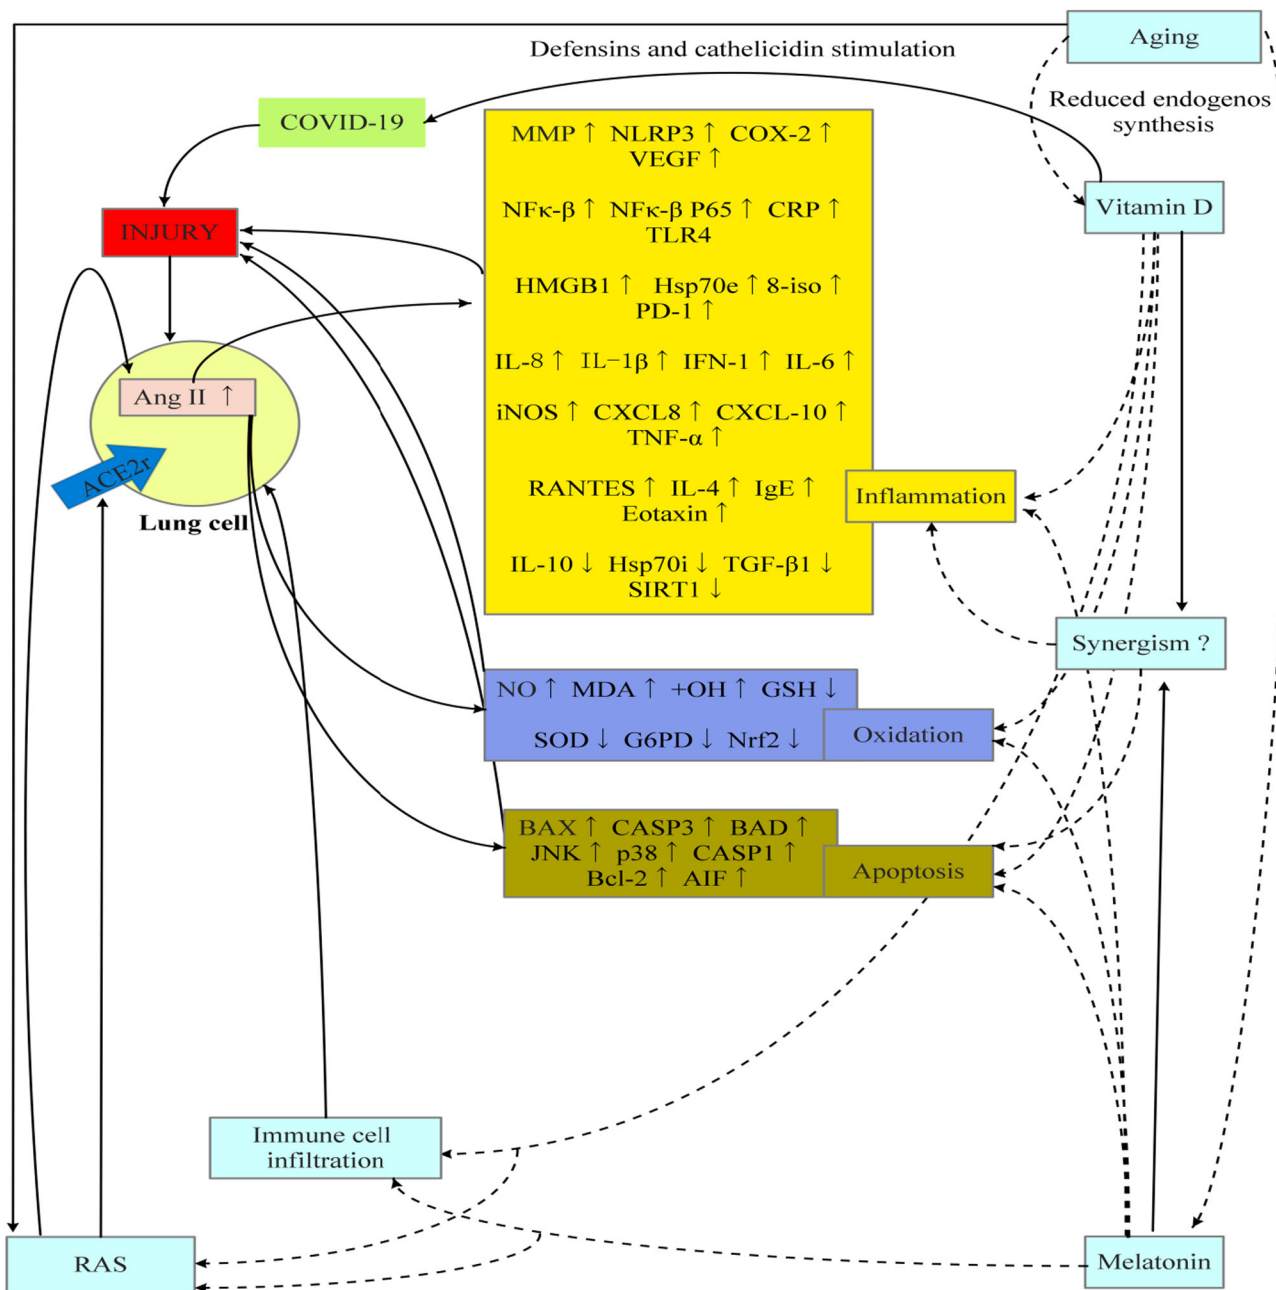 Aging
Defensins and cathelicidin stimulation
Reduced endogenos
synthesis
COVID-19
MMP ↑ NLRP3 ↑ COX-2 ↑
VEGF ↑
Vitamin D
NFκ-β ↑ NFκ-β P65 ↑ CRP ↑
TLR4
INJURY
HMGB1 ↑ Hsp70e ↑ 8-iso ↑
PD-1 ↑
IL-8 ↑ IL-1β ↑ IFN-1 ↑ IL-6 ↑
Ang II ↑
iNOS ↑ CXCL8 ↑ CXCL-10 ↑
TNF-α ↑
ACE2r
Lung cell
RANTES ↑ IL-4 ↑ IgE ↑
Eotaxin ↑
Inflammation
IL-10 ↓ Hsp70i ↓ TGF-β1 ↓
SIRT1 ↓
Synergism ?
NO ↑ MDA ↑ +OH ↑ GSH ↓
SOD ↓ G6PD ↓ Nrf2 ↓
Oxidation
BAX ↑ CASP3 ↑ BAD ↑
JNK ↑ p38 ↑ CASP1 ↑
Bcl-2 ↑ AIF ↑
Apoptosis
Immune cell
infiltration
RAS
Melatonin